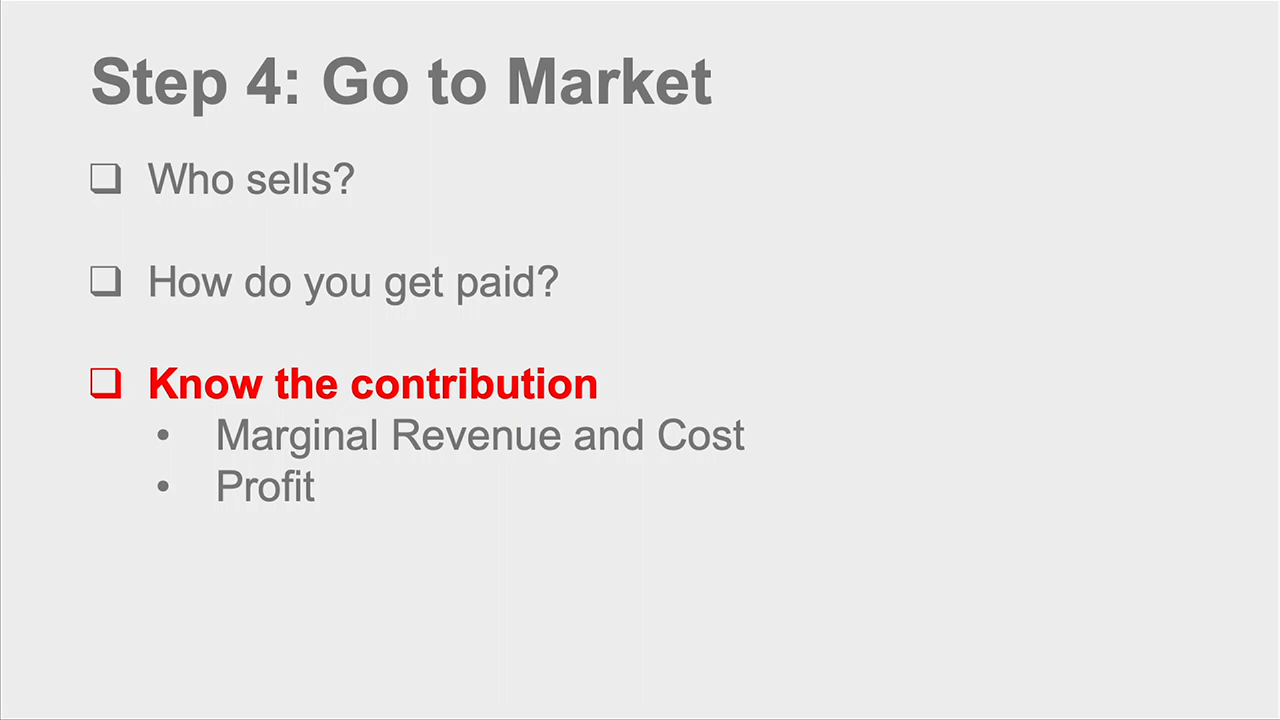 Step 4: Go to Market
❏ Who sells?
❏ How do you get paid?
❏ Know the contribution
• Marginal Revenue and Cost
• Profit